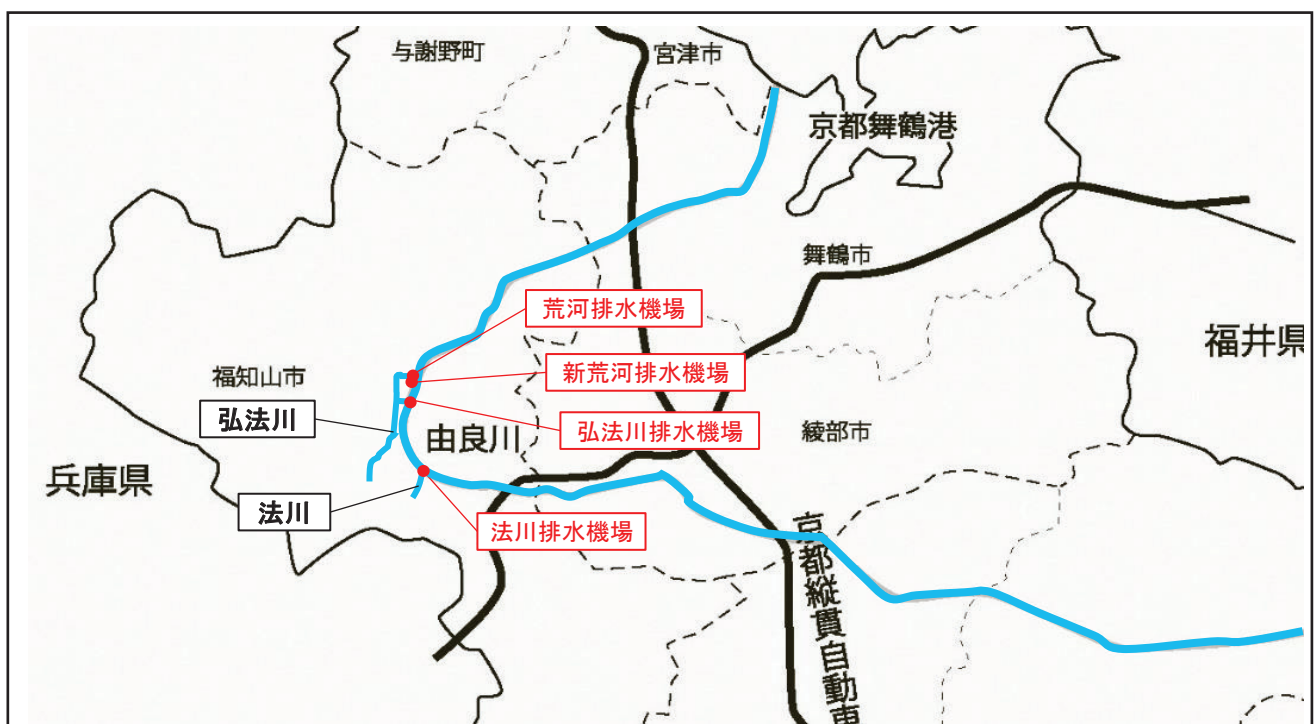 与謝野町
宮津市
京都舞鶴港
舞鶴市
荒河排水機場
福井県
新荒河排水機場
福知山市
弘法川
弘法川排水機場
由良川
綾部市
兵庫県
法川
法川排水機場
京都縦貫自動車